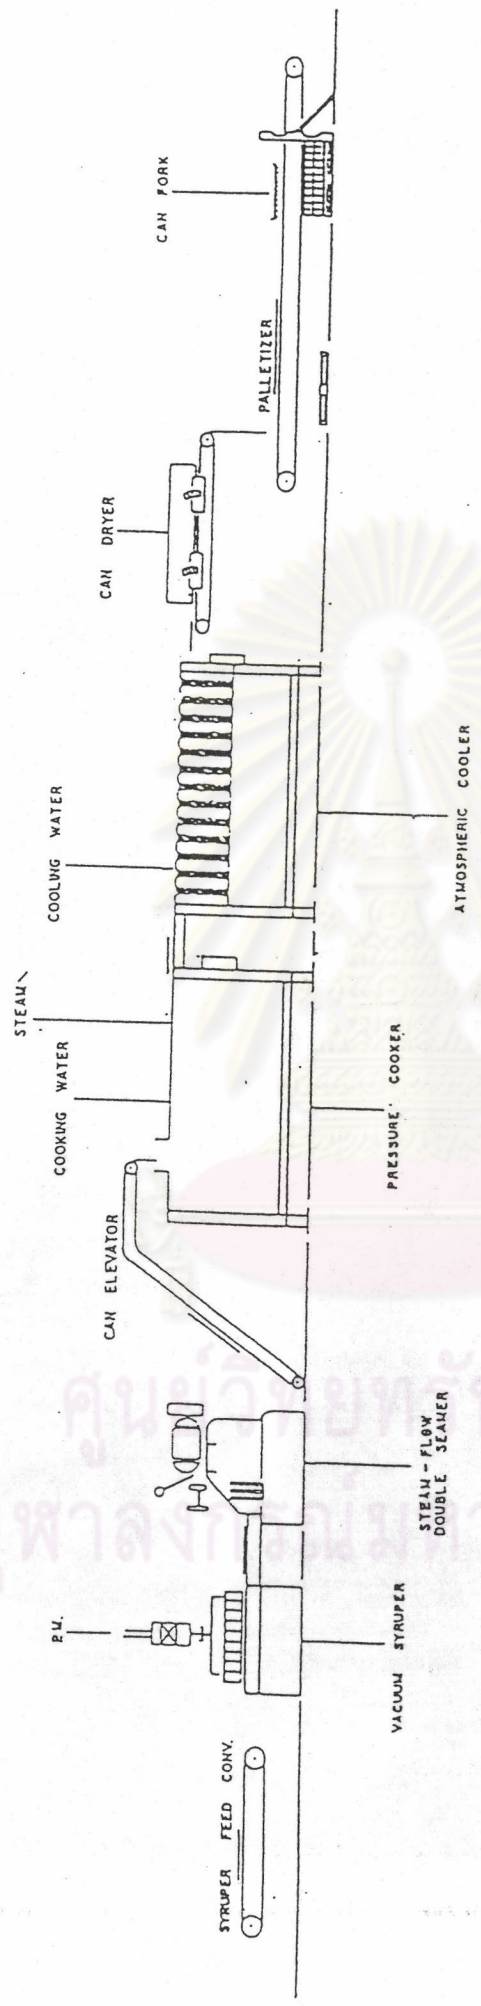 SYRUPER FEED CONV.
P.W.
VACUUM SYRUPER
STEAM-FLOW
DOUBLE SEAMER
CAN ELEVATOR
COOKING WATER
STEAM
PRESSURE COOKER
COOLING WATER
ATMOSPHERIC COOLER
CAN DRYER
PALLETIZER
CAN FORK